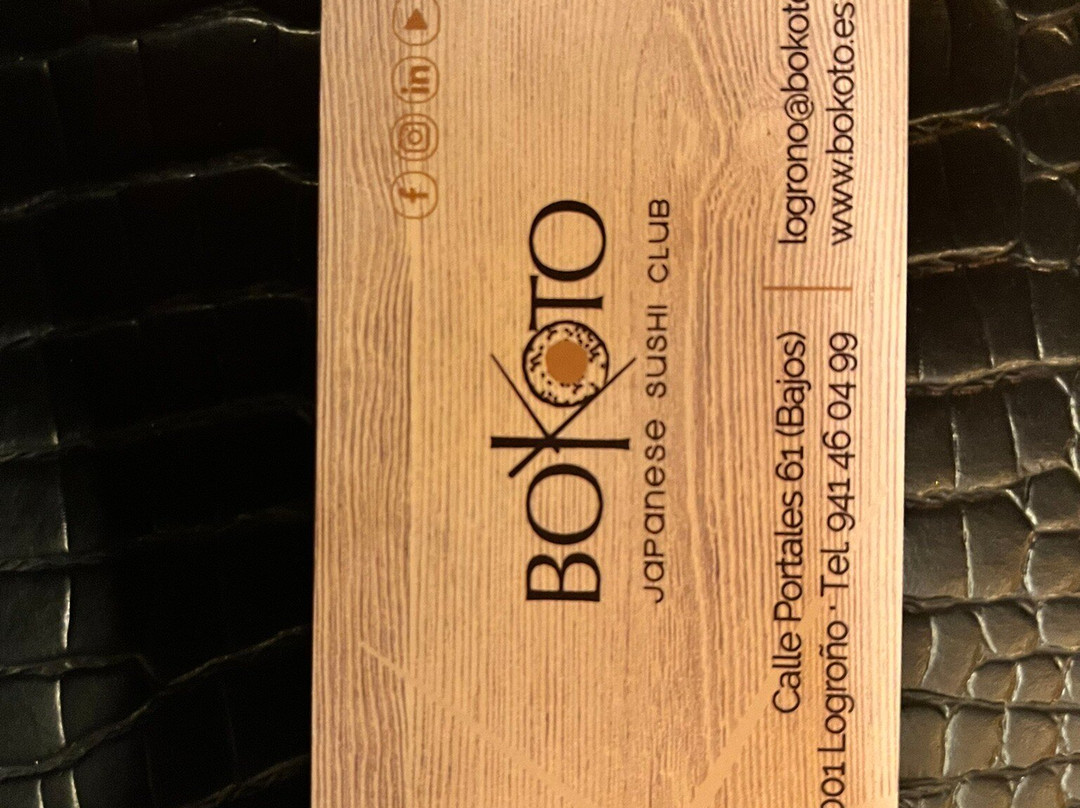 BOKOTO
JAPANESE SUSHI CLUB
Calle Portales 61 (Bajos)
001 Logroño · Tel. 941 46 04 99
logrono@bokoto
www.bokoto.es